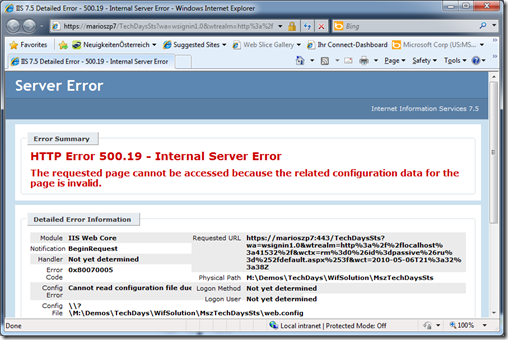 IIS 7.5 Detailed Error - 500.19 - Internal Server Error - Windows Internet Explorer
https://marioszp7/TechDaysSts?wa=wsignin1.0&wtrealm=http%3a%2f
Bing
Favorites
NeuigkeitenÖsterreich
Suggested Sites
Web Slice Gallery
Ihr Connect-Dashboard
Microsoft Corp (US:MS...
IIS 7.5 Detailed Error - 500.19 - Internal Server Error
Page
Safety
Tools
Server Error
Internet Information Services 7.5
Error Summary
HTTP Error 500.19 - Internal Server Error
The requested page cannot be accessed because the related configuration data for
the page is invalid.
Detailed Error Information
Module IIS Web Core
Notification BeginRequest
Handler Not yet determined
Error
Code
0x80070005
Config
Error
Cannot read configuration file due
Config
File
\\?
\M:\Demos\TechDays\WifSolution\MszTechDaysSts\web.config
Requested URL https://marioszp7:443/TechDaysSts?
wa=wsignin1.0&wtrealm=http%3a%2f%2flocalhost%
3a41532%2f&wctx=rm%3d0%26id%3dpassive%26ru%
3d%252fdefault.aspx%253f&wct=2010-05-06T21%3a32%
3a38Z
Physical Path M:\Demos\TechDays\WifSolution\MszTechDaysSts
Logon Method Not yet determined
Logon User Not yet determined
Done
Local intranet | Protected Mode: Off
100%